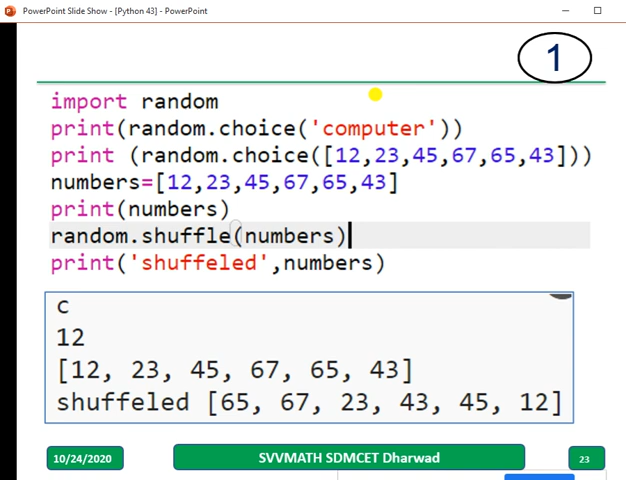 PowerPoint Slide Show - [Python 43] - PowerPoint
1
import random
print(random.choice('computer'))
print (random.choice([12,23,45,67,65,43]))
numbers=[12,23,45,67,65,43]
print(numbers)
random.shuffle(numbers)
print('shuffeled',numbers)
c
12
[12, 23, 45, 67, 65, 43]
shuffeled [65, 67, 23, 43, 45, 12]
10/24/2020
SVVMATH SDMCET Dharwad
23